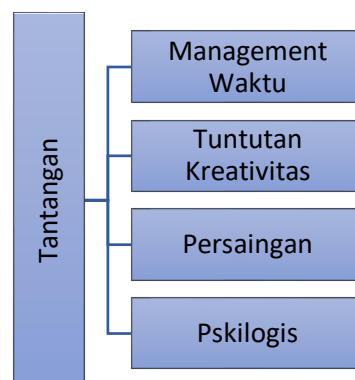 Tantangan
Management
Waktu
Tuntutan
Kreativitas
Persaingan
Pskilogis